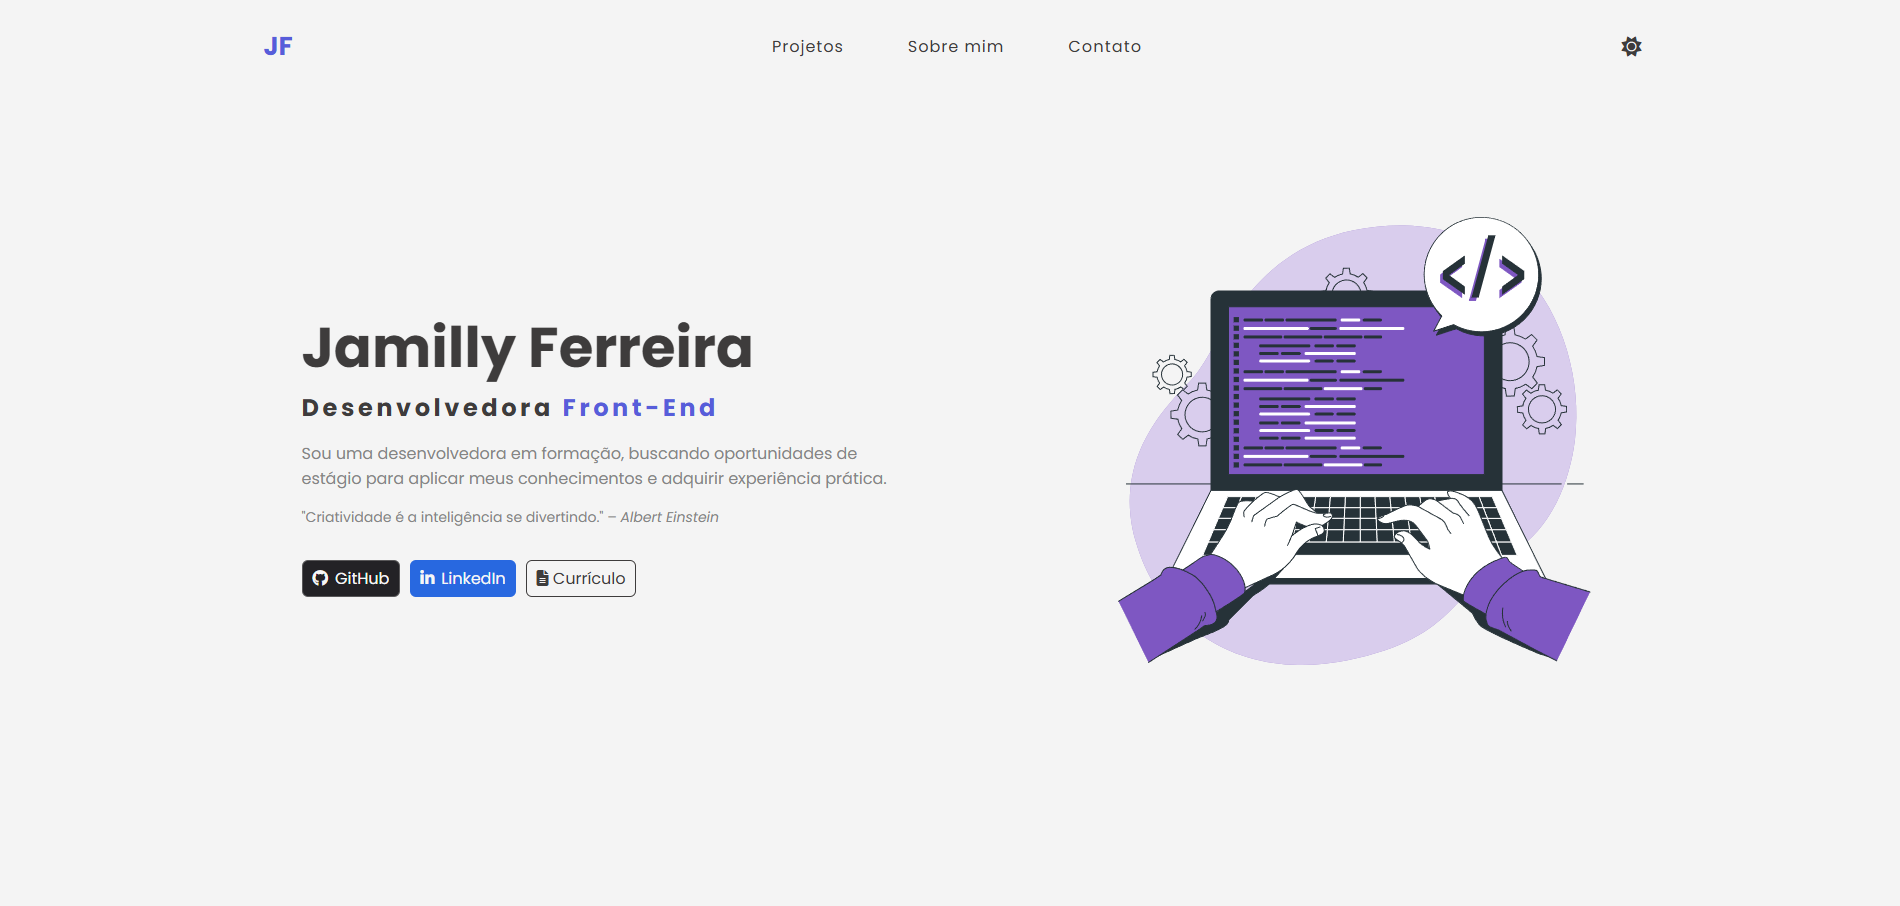 JF
Projetos
Sobre mim
Contato
</>
Jamilly Ferreira
Desenvolvedora Front-End
Sou uma desenvolvedora em formação, buscando oportunidades de
estágio para aplicar meus conhecimentos e adquirir experiência prática.
"Criatividade é a inteligência se divertindo." – Albert Einstein
GitHub
LinkedIn
Currículo